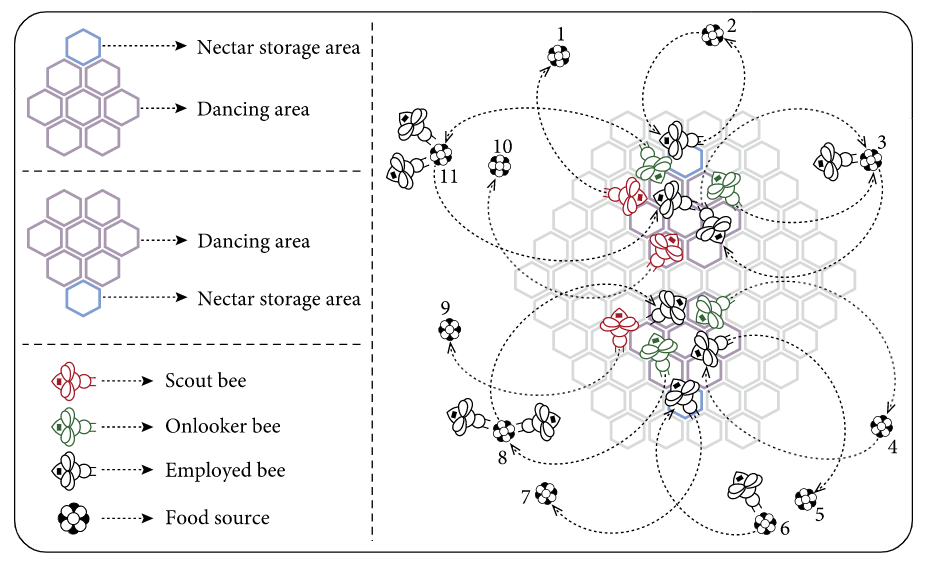 Nectar storage area
Dancing area
Dancing area
Nectar storage area
Scout bee
Onlooker bee
Employed bee
Food source
1
2
3
10
11
9
8
4
7
5
6